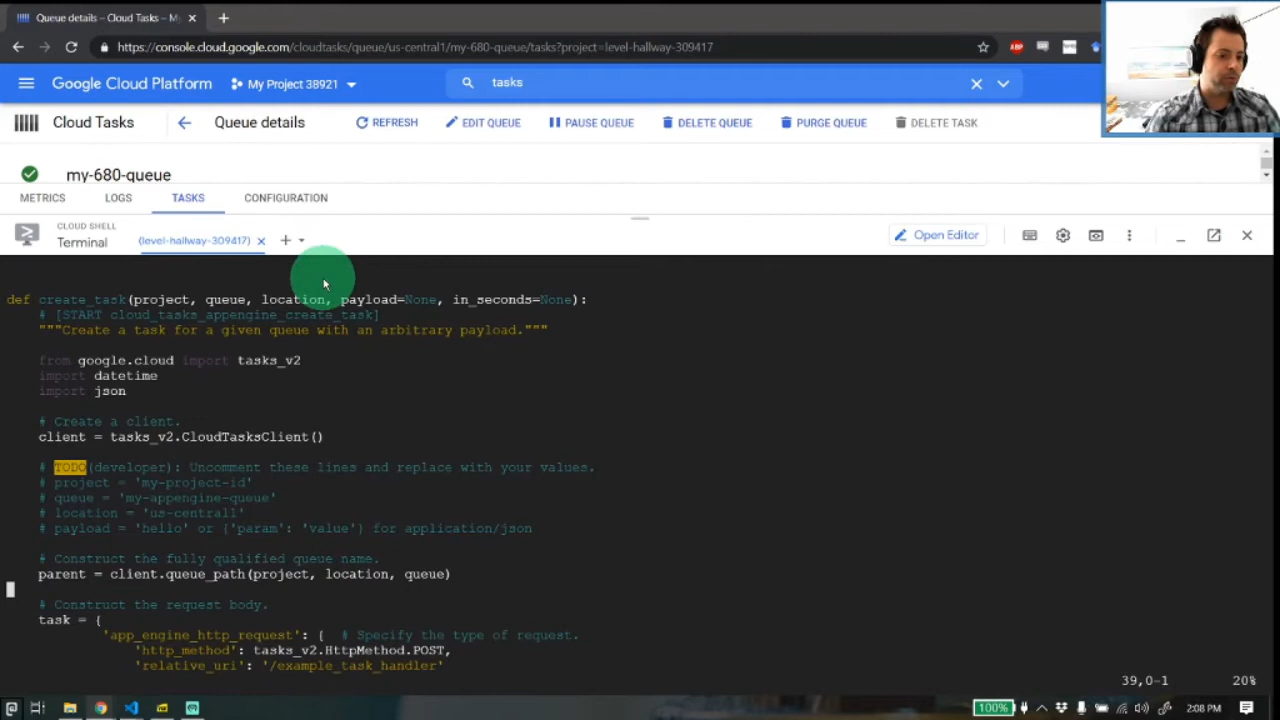 Queue details – Cloud Tasks – My
https://console.cloud.google.com/cloudtasks/queue/us-central1/my-680-queue/tasks?project=level-hallway-309417
ABP
Google Cloud Platform
My Project 38921
tasks
Cloud Tasks
Queue details
REFRESH
EDIT QUEUE
PAUSE QUEUE
DELETE QUEUE
PURGE QUEUE
DELETE TASK
my-680-queue
METRICS
LOGS
TASKS
CONFIGURATION
CLOUD SHELL
Terminal
(level-hallway-309417)
Open Editor
def create_task(project, queue, location, payload=None, in_seconds=None):
# [START cloud_tasks_appengine_create_task]
"""Create a task for a given queue with an arbitrary payload."""
from google.cloud import tasks_v2
import datetime
import json
# Create a client.
client = tasks_v2.CloudTasksClient()
# TODO(developer): Uncomment these lines and replace with your values.
# project = 'my-project-id'
# queue = 'my-appengine-queue'
# location = 'us-central1'
# payload = 'hello' or {'param': 'value'} for application/json
# Construct the fully qualified queue name.
parent = client.queue_path(project, location, queue)
# Construct the request body.
task = {
'app_engine_http_request': {  # Specify the type of request.
'http_method': tasks_v2.HttpMethod.POST,
'relative_uri': '/example_task_handler'
39,0-1
20%
100%
2:08 PM